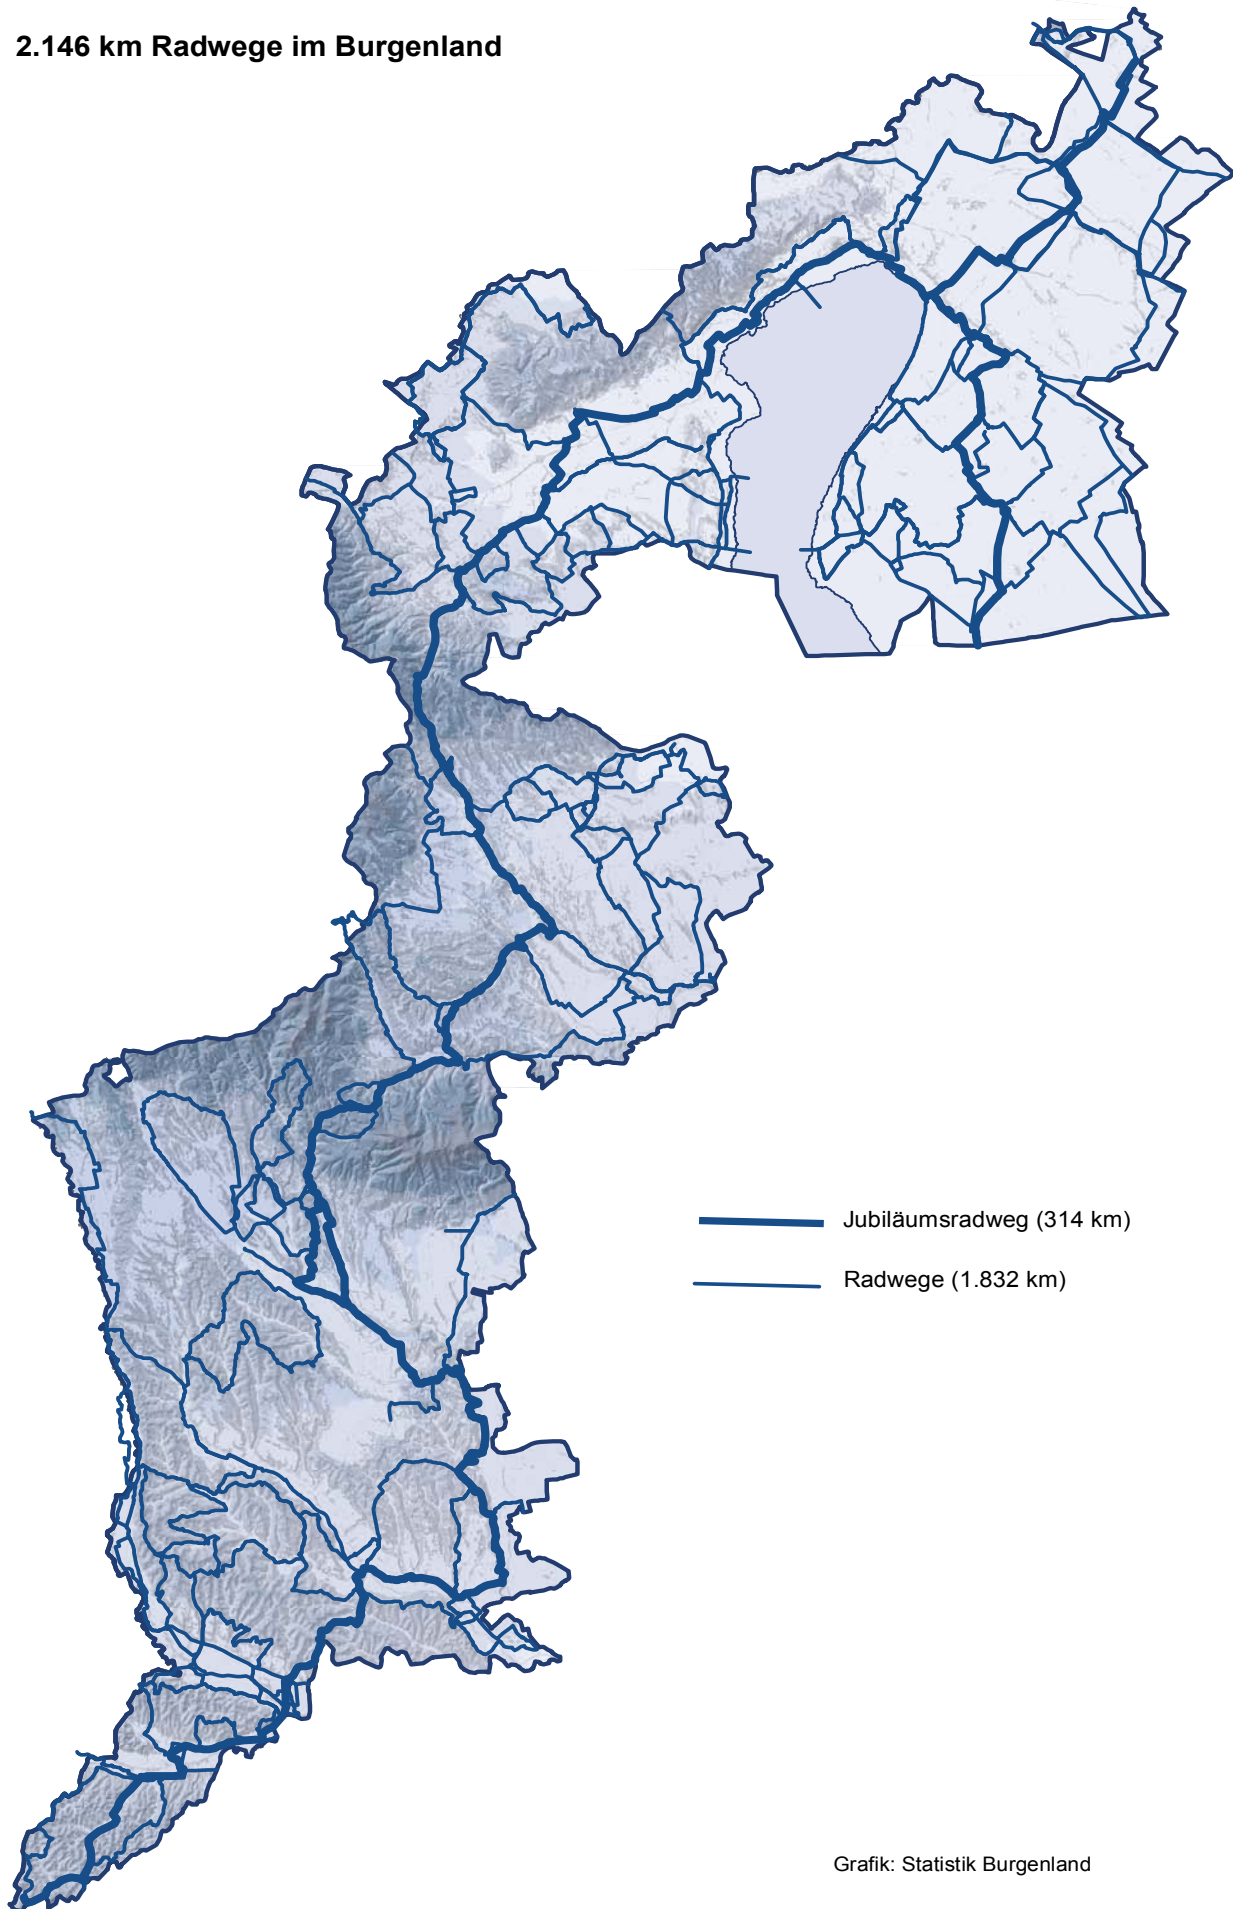 2.146 km Radwege im Burgenland
Jubiläumsradweg (314 km)
Radwege (1.832 km)
Grafik: Statistik Burgenland